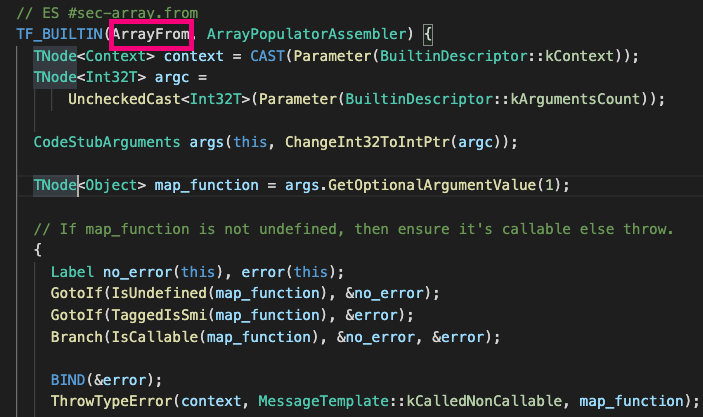 // ES #sec-array.from
TF_BUILTIN(ArrayFrom, ArrayPopulatorAssembler) {
TNode<Context> context = CAST(Parameter(BuiltinDescriptor::kContext));
TNode<Int32T> argc =
UncheckedCast<Int32T>(Parameter(BuiltinDescriptor::kArgumentsCount));
CodeStubArguments args(this, ChangeInt32ToIntPtr(argc));
TNode<Object> map_function = args.GetOptionalArgumentValue(1);
// If map_function is not undefined, then ensure it's callable else throw.
{
Label no_error(this), error(this);
GotoIf(IsUndefined(map_function), &no_error);
GotoIf(TaggedIsSmi(map_function), &error);
Branch(IsCallable(map_function), &no_error, &error);
BIND(&error);
ThrowTypeError(context, MessageTemplate::kCalledNonCallable, map_function);